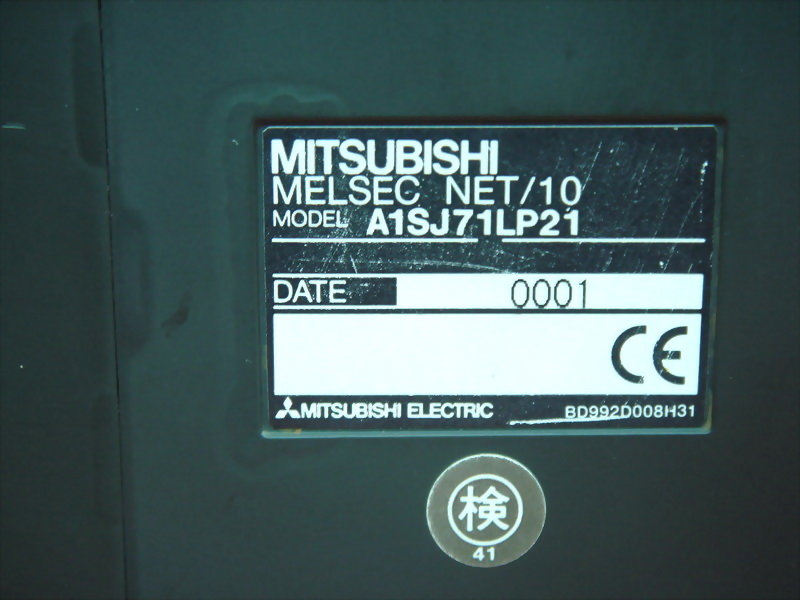 MITSUBISHI
MELSEC NET/10
MODEL A1SJ71LP21
DATE 0001
CE
MITSUBISHI ELECTRIC BD992D008H31
検
41